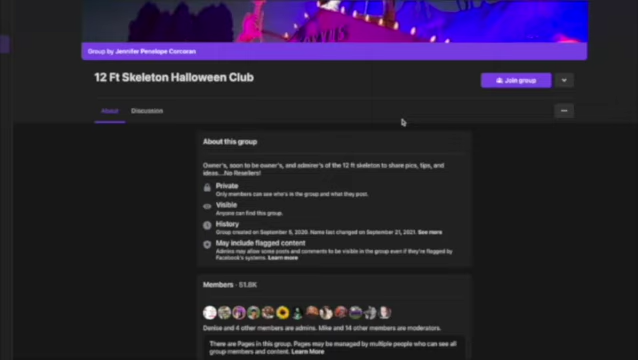 Group by Jennifer Penelope Corcoran
12 Ft Skeleton Halloween Club
Join group
About
Discussion
About this group
Owner's, soon to be owner's, and admirer's of the 12 ft skeleton to share pics, tips, and
ideas...No Resellers!
Private
Only members can see who's in the group and what they post.
Visible
Anyone can find this group.
History
Group created on September 5, 2020. Name last changed on September 21, 2021. See more
May include flagged content
Admins may allow some posts and comments to be visible in the group even if they're flagged by
Facebook's systems. Learn more
Members · 51.8K
Denise and 4 other members are admins. Mike and 14 other members are moderators.
There are Pages in this group. Pages may be managed by multiple people who can see all
group members and content. Learn More